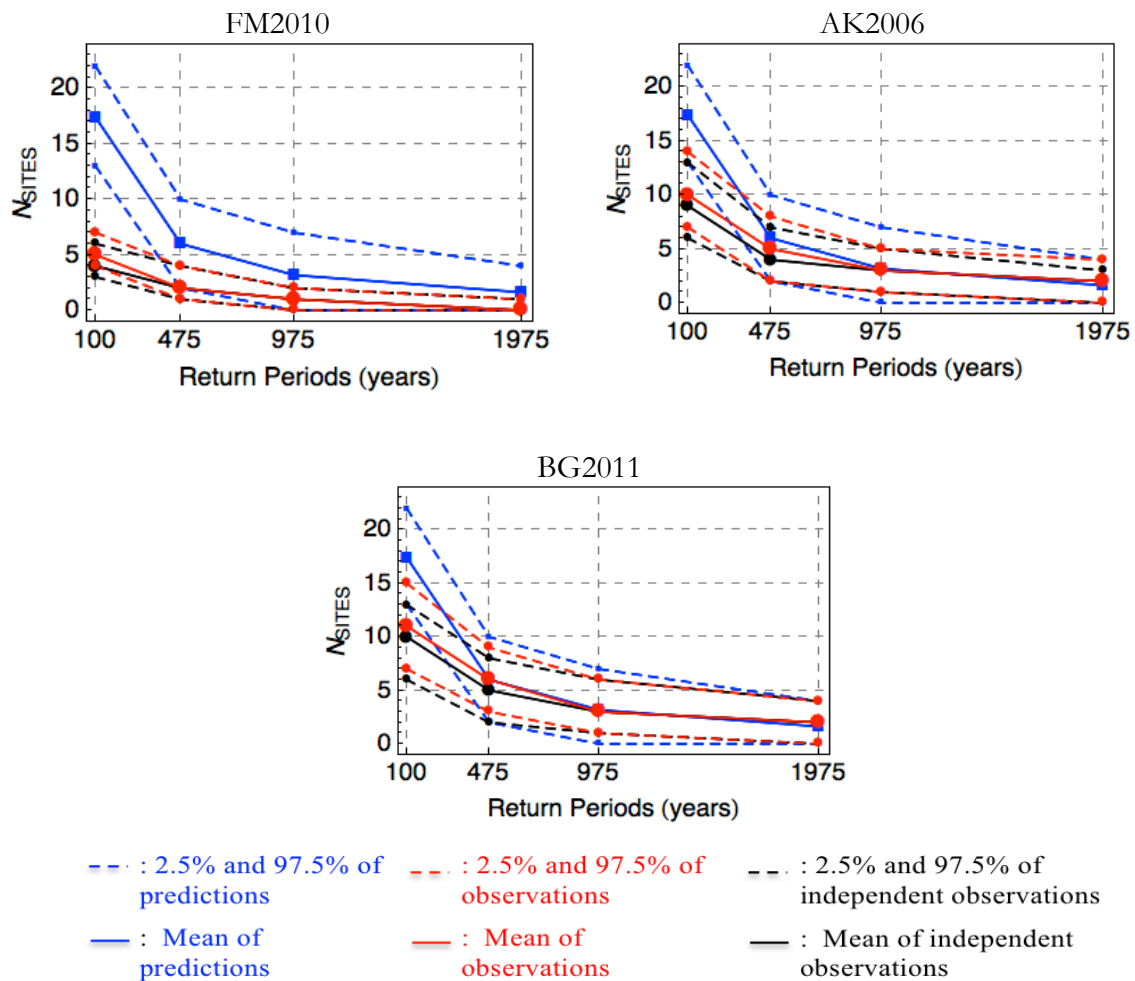 FM2010
20
15
10
5
0
NSITES
100 475 975 1975
Return Periods (years)
AK2006
20
15
10
5
0
NSITES
100 475 975 1975
Return Periods (years)
BG2011
20
15
10
5
0
NSITES
100 475 975 1975
Return Periods (years)
: 2.5% and 97.5% of
predictions
: 2.5% and 97.5% of
observations
: 2.5% and 97.5% of
independent observations
: Mean of
predictions
: Mean of
observations
: Mean of independent
observations